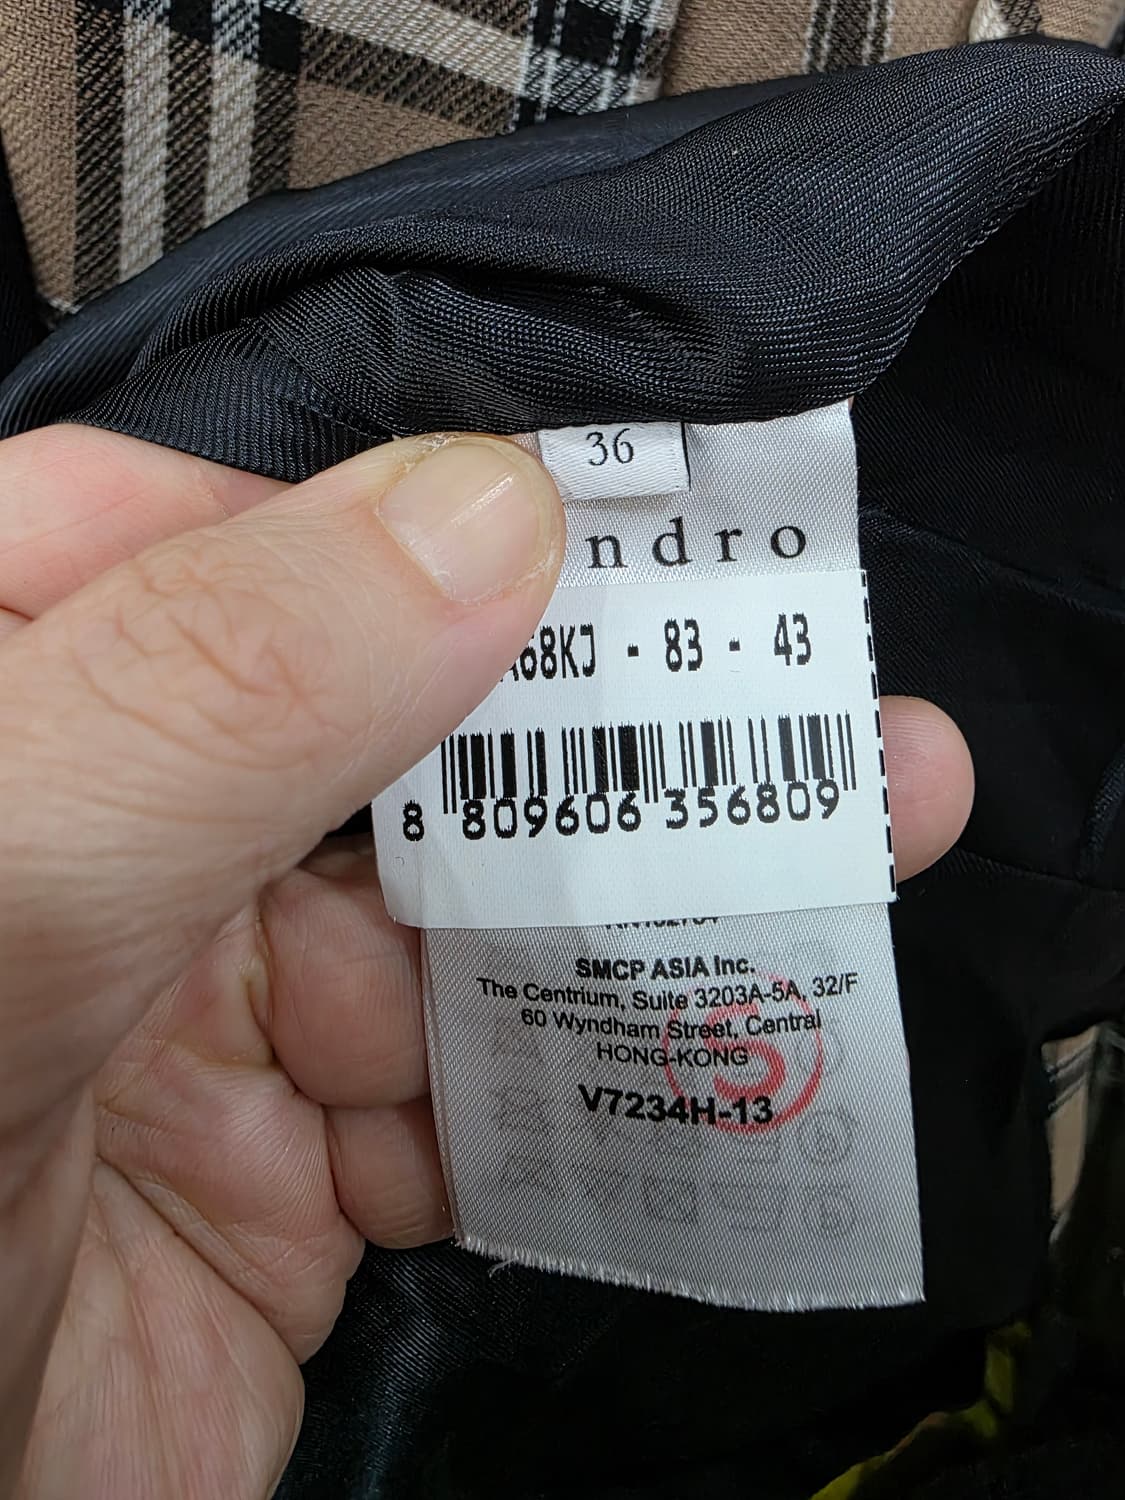 36
ndro
A68KJ - 83 - 43
8 809606 356809
SMCP ASIA Inc.
The Centrium, Suite 3203A-5A, 32/F
60 Wyndham Street, Central
HONG-KONG
V7234H-13
S